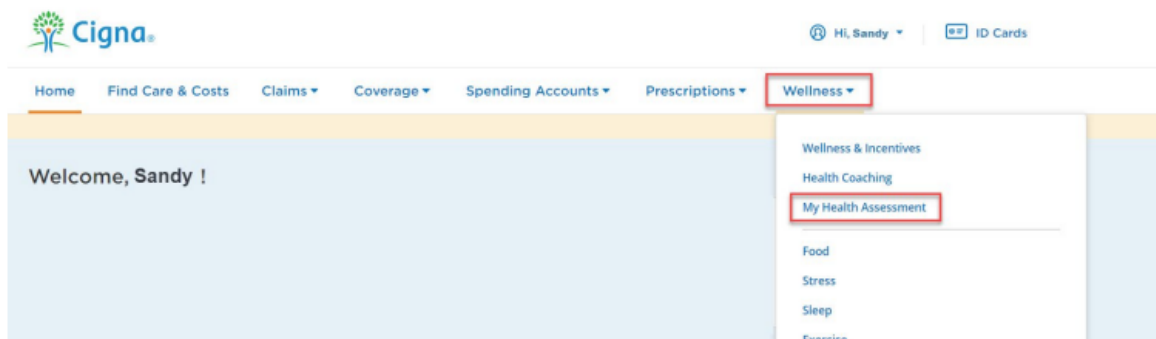 Cigna®
Hi, Sandy
ID Cards
Home Find Care & Costs Claims Coverage Spending Accounts Prescriptions Wellness
Wellness & Incentives
Welcome, Sandy !
Health Coaching
My Health Assessment
Food
Stress
Sleep
Exercise